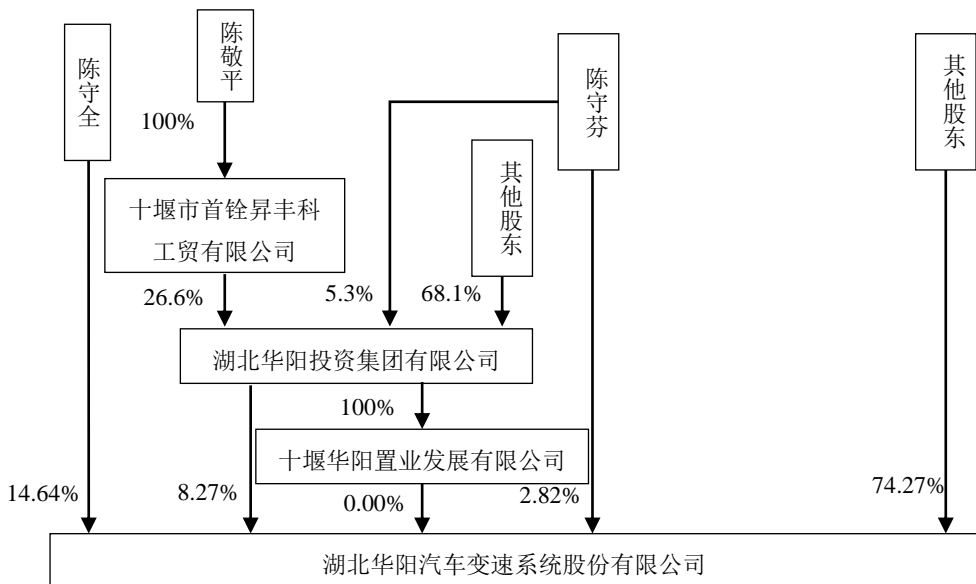 陈守全
陈敬平
陈守芬
其他股东
100%
其他股东
十堰市首铨昇丰科
工贸有限公司
26.6%
5.3%
68.1%
湖北华阳投资集团有限公司
100%
十堰华阳置业发展有限公司
14.64%
8.27%
0.00%
2.82%
74.27%
湖北华阳汽车变速系统股份有限公司